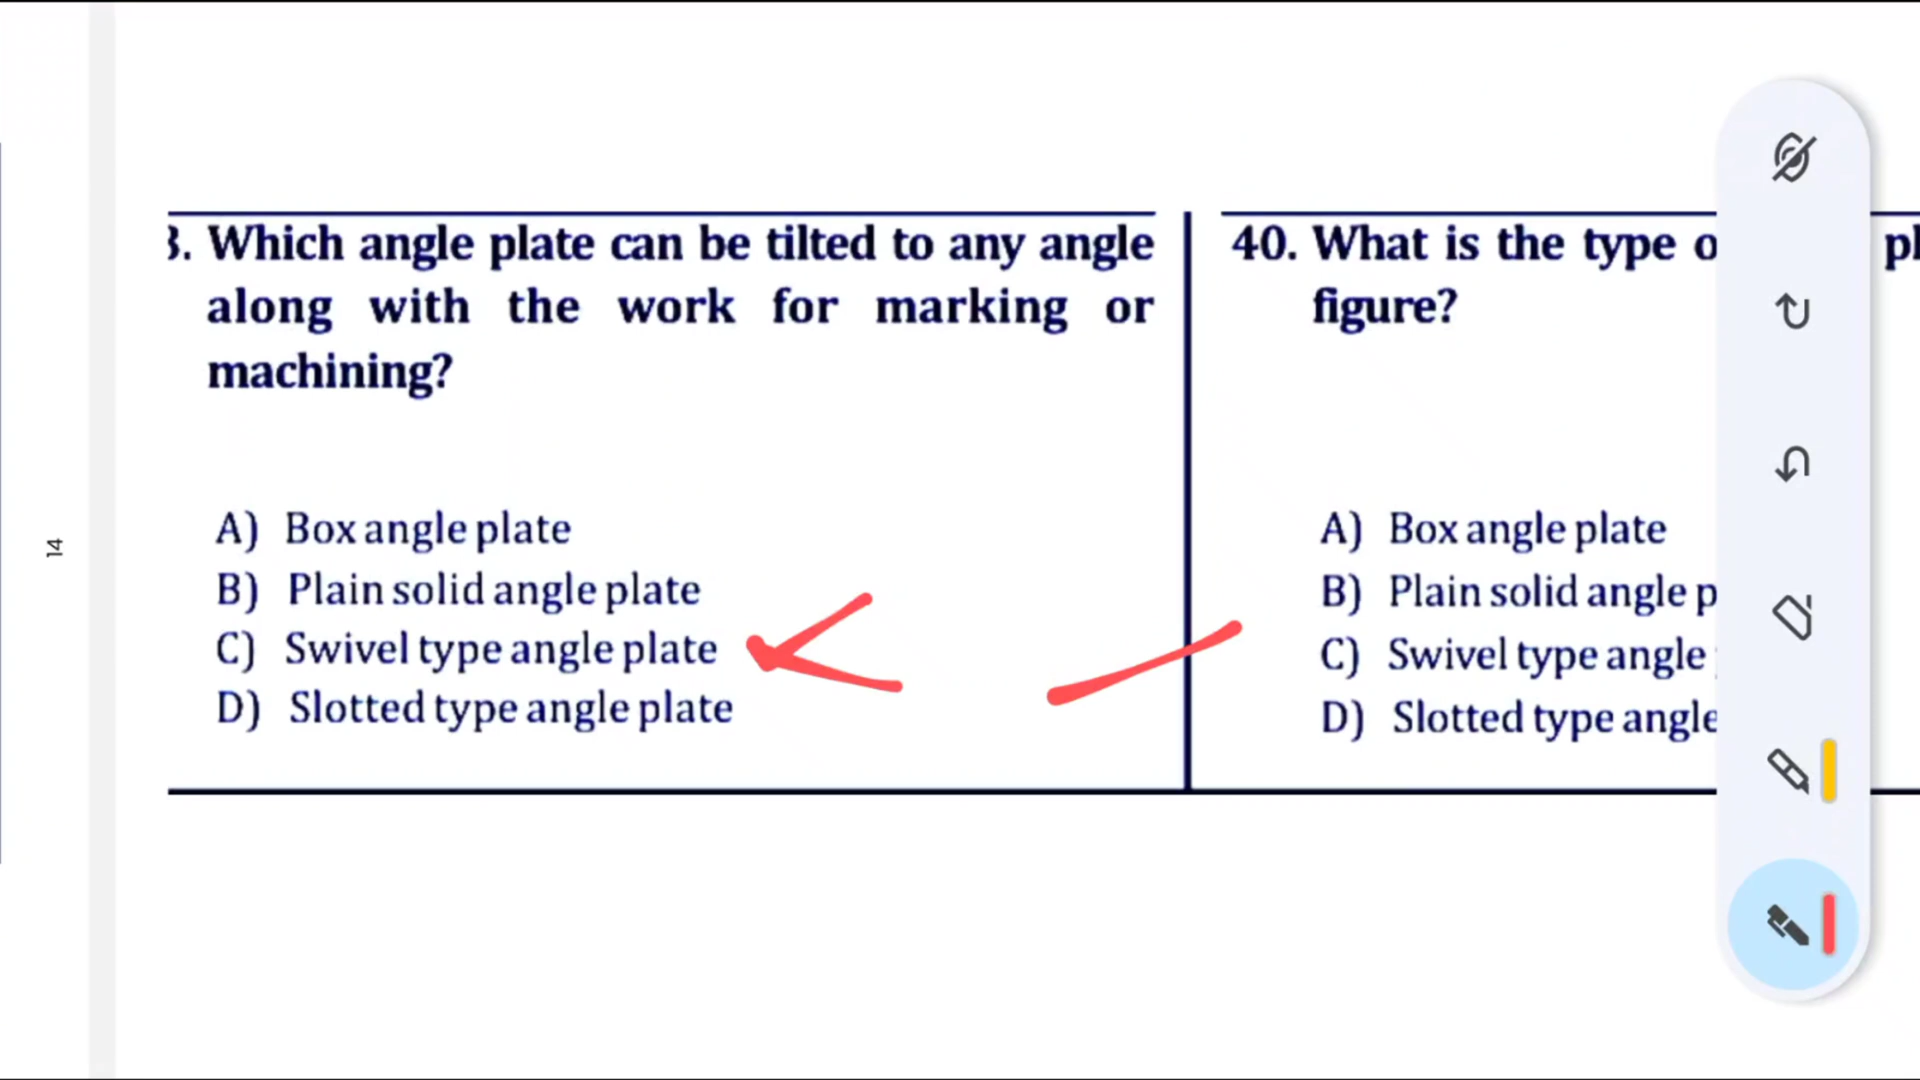 14
3. Which angle plate can be tilted to any angle
along with the work for marking or
machining?
A) Box angle plate
B) Plain solid angle plate
C) Swivel type angle plate
D) Slotted type angle plate
40. What is the type
figure?
A) Box angle plate
B) Plain solid angle
C) Swivel type angle
D) Slotted type angle